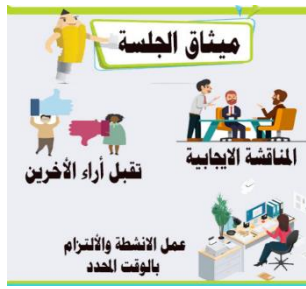 ميثاق الجلسة
المناقشة الايجابية
تقبل أراء الأخرين
عمل الانشطة والألتزام
بالوقت المحدد